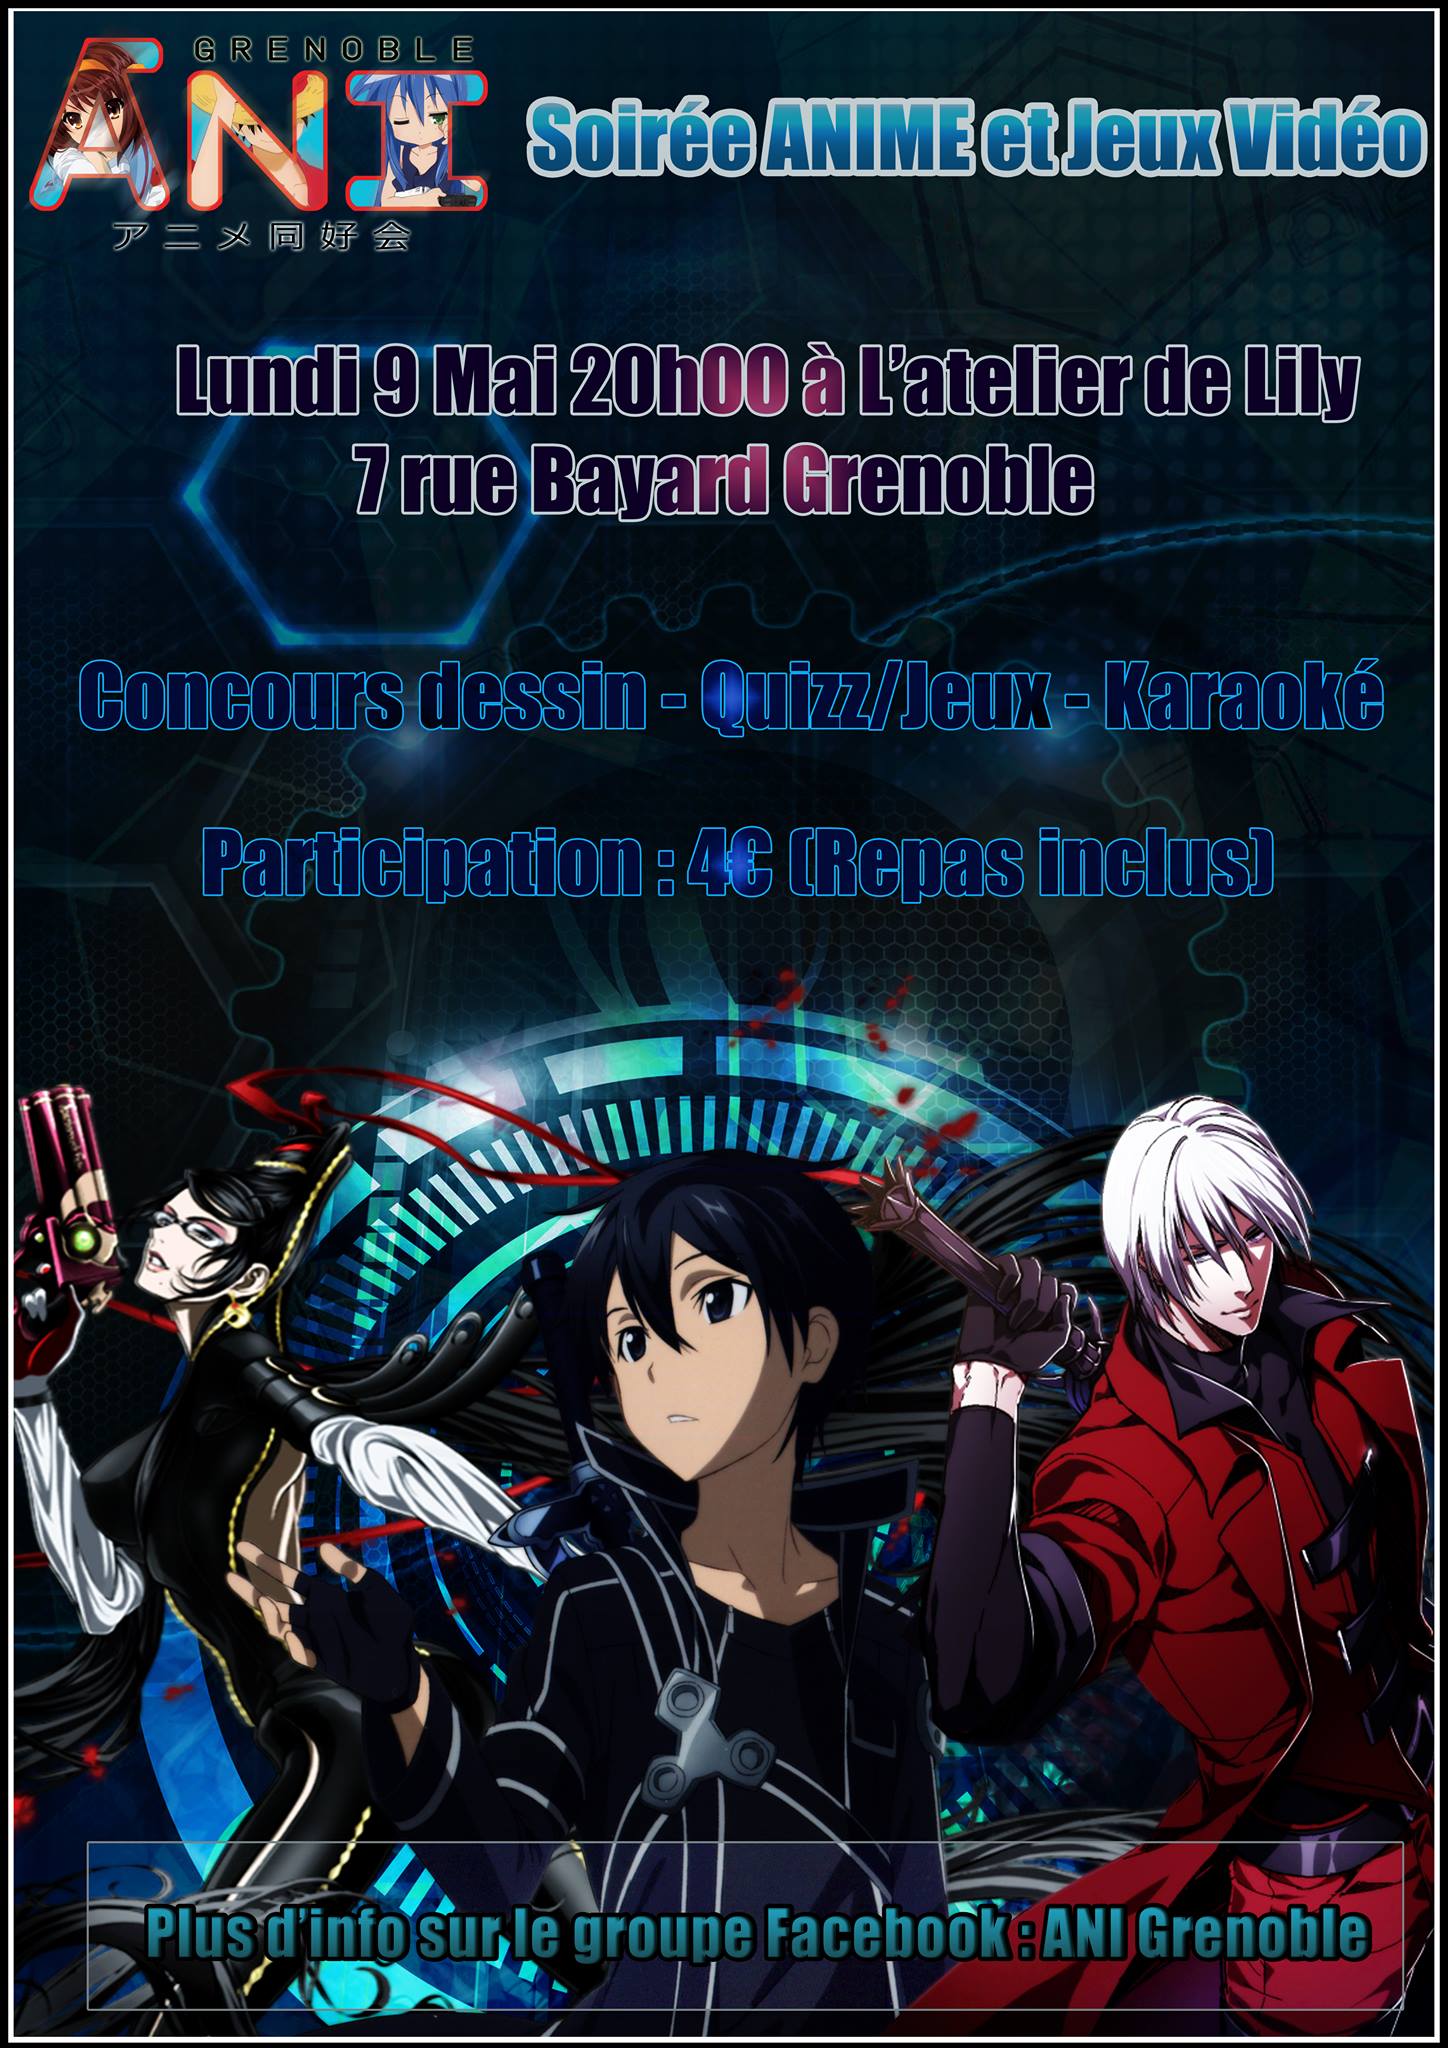 GRENOBLE
ANI
アニメ同好会
Soirée ANIME et Jeux Vidéo
Lundi 9 Mai 20h00 à L'atelier de Lily
7 rue Bayard Grenoble
Concours dessin - Quizz/Jeux - Karaoké
Participation : 4€ (Repas inclus)
Plus d'info sur le groupe Facebook : ANI Grenoble